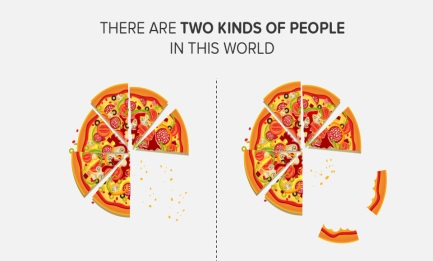 THERE ARE TWO KINDS OF PEOPLE
IN THIS WORLD